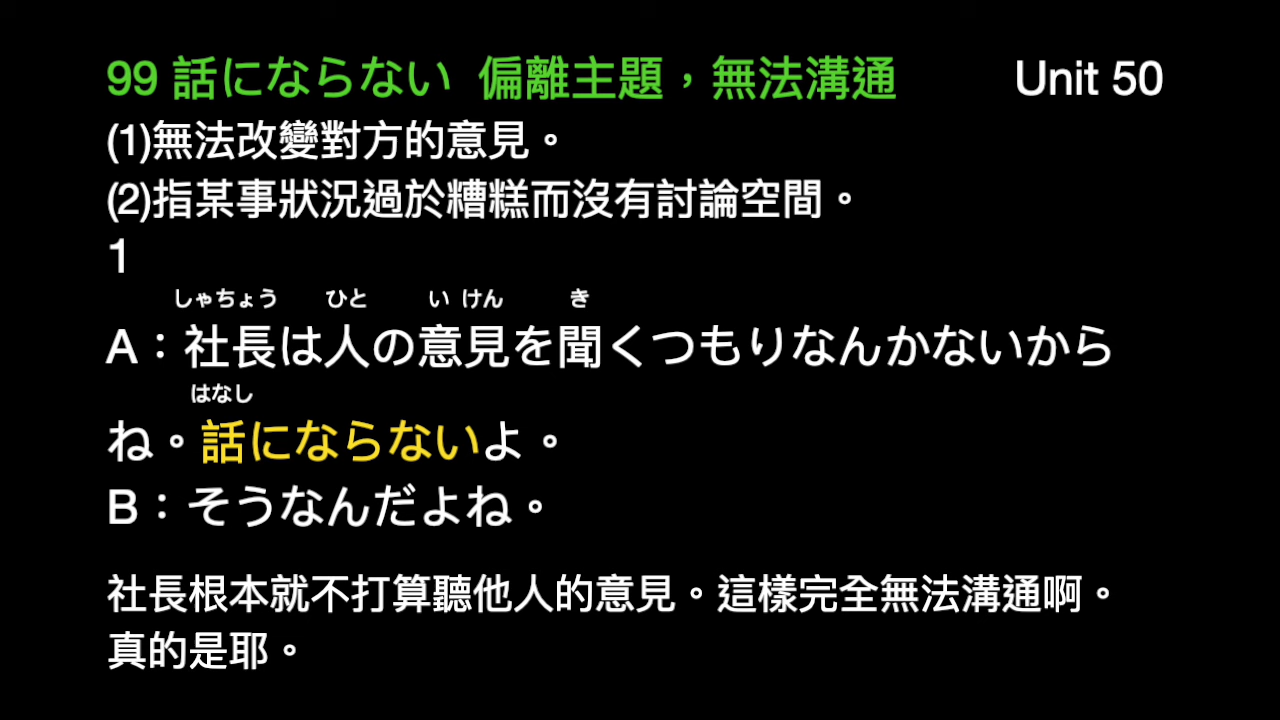 99 話にならない 偏離主題，無法溝通 Unit 50
(1)無法改變對方的意見。
(2)指某事狀況過於糟糕而沒有討論空間。
1
しゃちょう ひと い けん き
A：社長は人の意見を聞くつもりなんかないから
はなし
ね。話にならないよ。
B：そうなんだよね。
社長根本就不打算聽他人的意見。這樣完全無法溝通啊。
真的是耶。